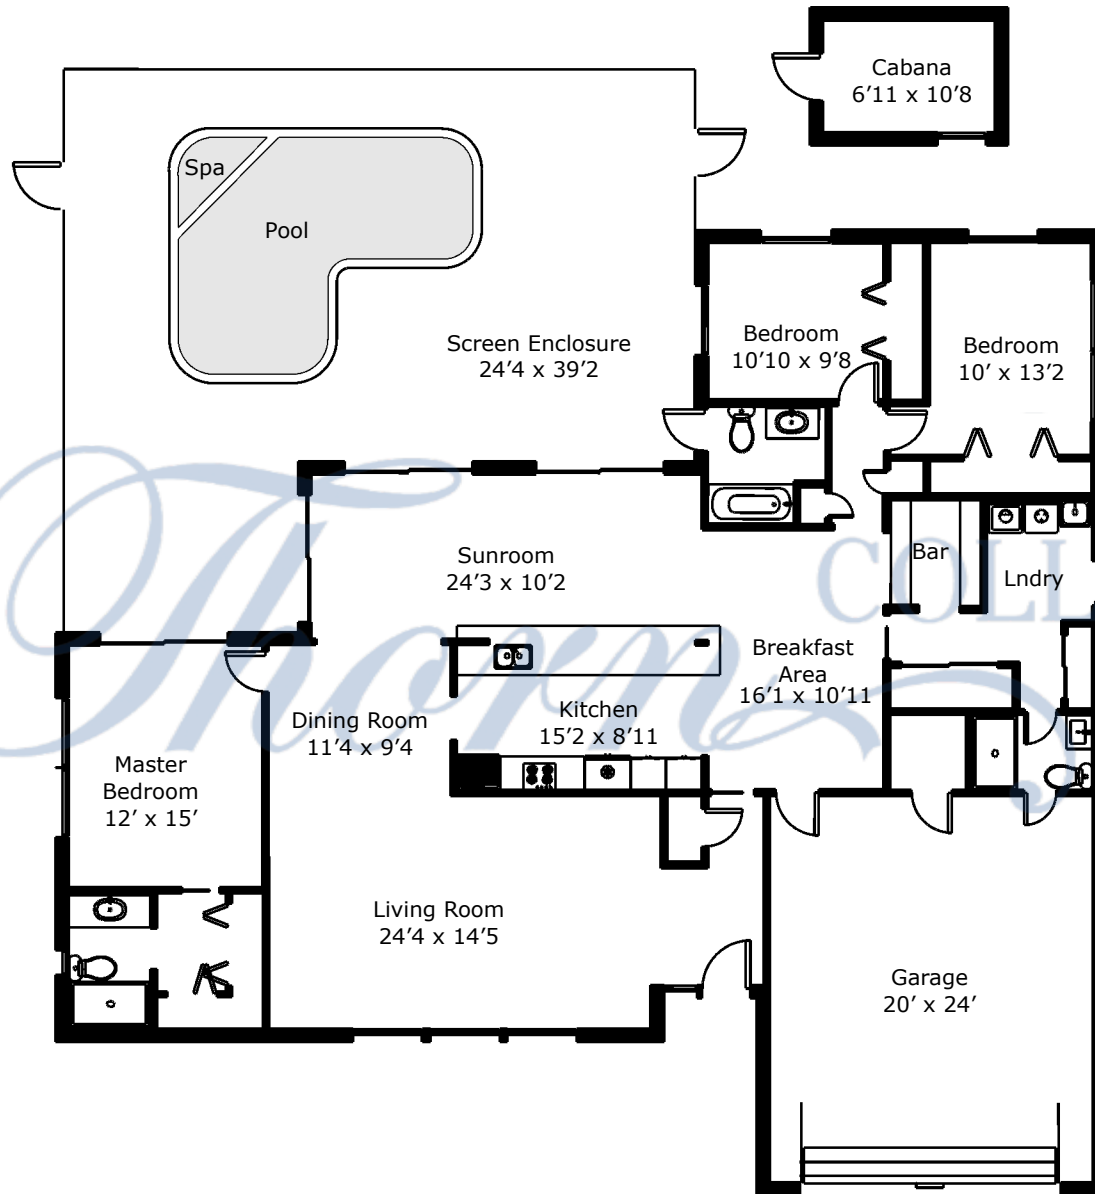 Cabana
6'11 x 10'8
Spa
Pool
Screen Enclosure
24'4 x 39'2
Bedroom
10'10 x 9'8
Bedroom
10' x 13'2
Sunroom
24'3 x 10'2
Bar
Lndry
Breakfast
Area
16'1 x 10'11
Kitchen
15'2 x 8'11
Dining Room
11'4 x 9'4
Master
Bedroom
12' x 15'
Living Room
24'4 x 14'5
Garage
20' x 24'
Thorn
COLL